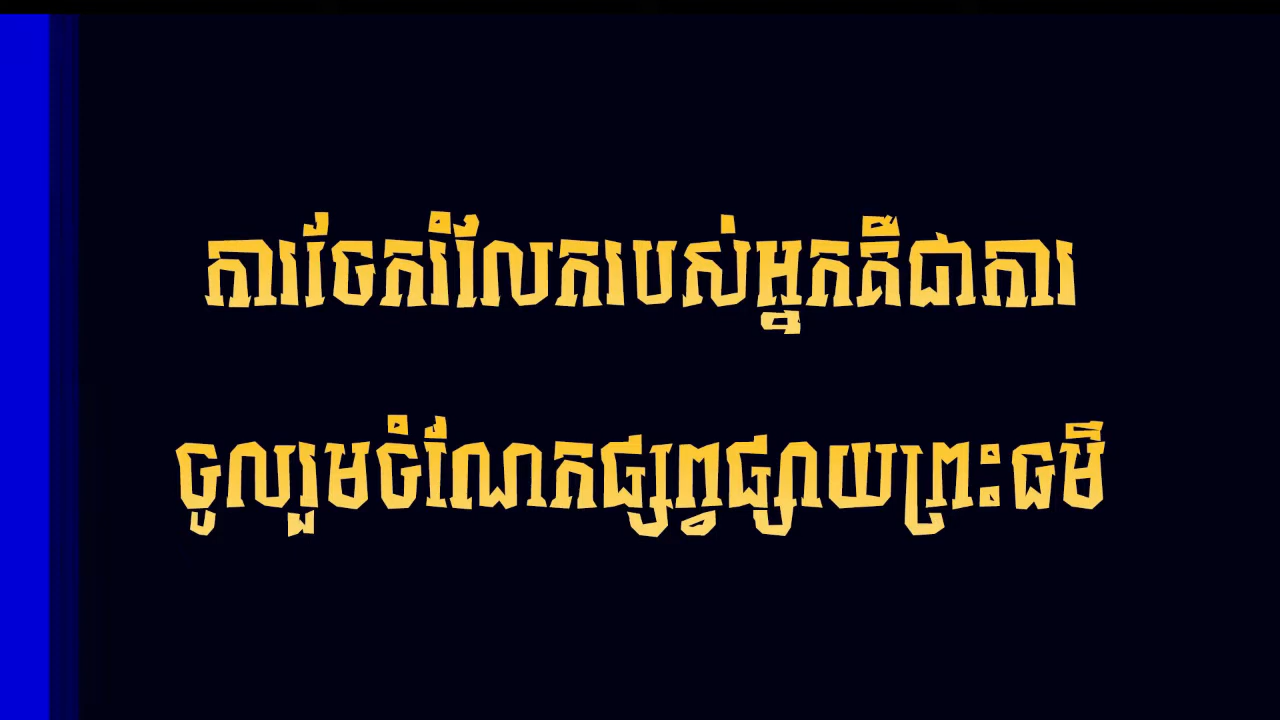 ការចែករំលែករបស់អ្នកគឺជាការ
ចូលរួមចំណែកផ្សព្វផ្សាយព្រះធម៌